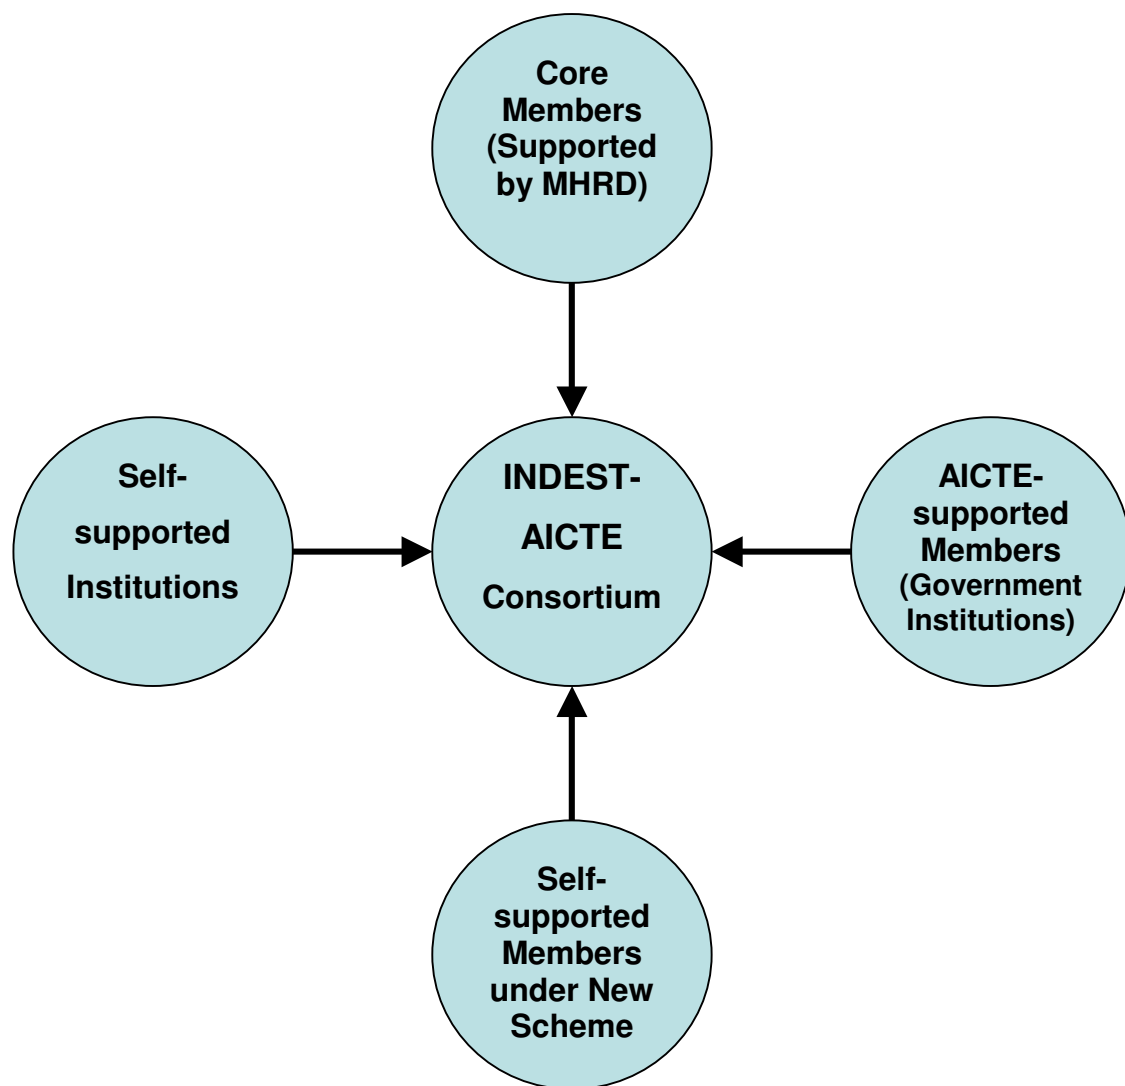 Core
Members
(Supported
by MHRD)
Self-
supported
Institutions
INDEST-
AICTE
Consortium
AICTE-
supported
Members
(Government
Institutions)
Self-
supported
Members
under New
Scheme